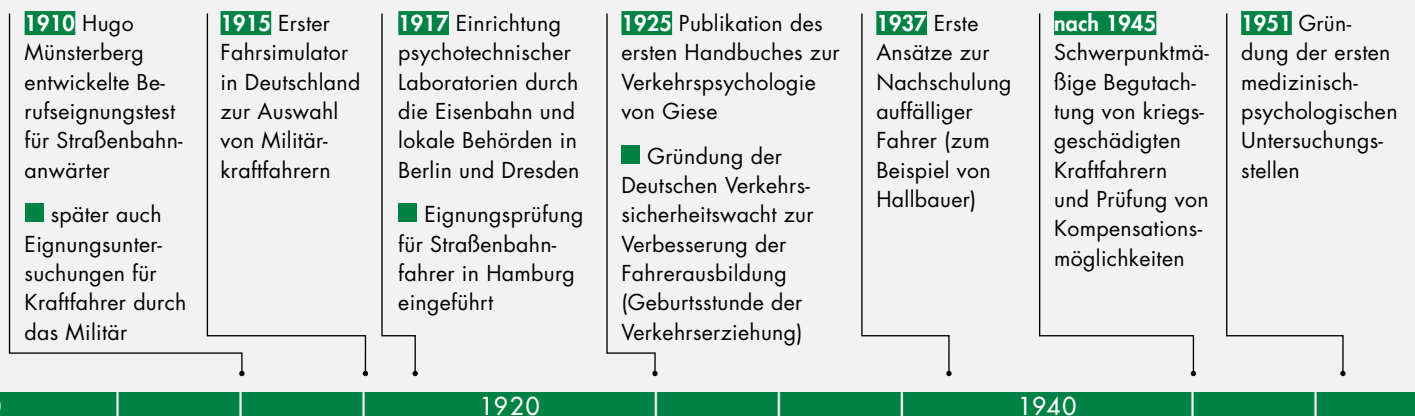 1910 Hugo
Münsterberg
entwickelte Be-
rufseignungstest
für Straßenbahn-
anwärter
später auch
Eignungsunter-
suchungen für
Kraftfahrer durch
das Militär
1915 Erster
Fahrsimulator
in Deutschland
zur Auswahl
von Militär-
kraftfahrern
1917 Einrichtung
psychotechnischer
Laboratorien durch
die Eisenbahn und
lokale Behörden in
Berlin und Dresden
Eignungsprüfung
für Straßenbahn-
fahrer in Hamburg
eingeführt
1925 Publikation des
ersten Handbuches zur
Verkehrspsychologie
von Giese
Gründung der
Deutschen Verkehrs-
sicherheitswacht zur
Verbesserung der
Fahrerausbildung
(Geburtsstunde der
Verkehrserziehung)
1937 Erste
Ansätze zur
Nachschulung
auffälliger
Fahrer (zum
Beispiel von
Hallbauer)
nach 1945
Schwerpunktmä-
ßige Begutach-
tung von kriegs-
geschädigten
Kraftfahrern
und Prüfung von
Kompensations-
möglichkeiten
1951 Grün-
dung der ersten
medizinisch-
psychologischen
Untersuchungs-
stellen
1920
1940